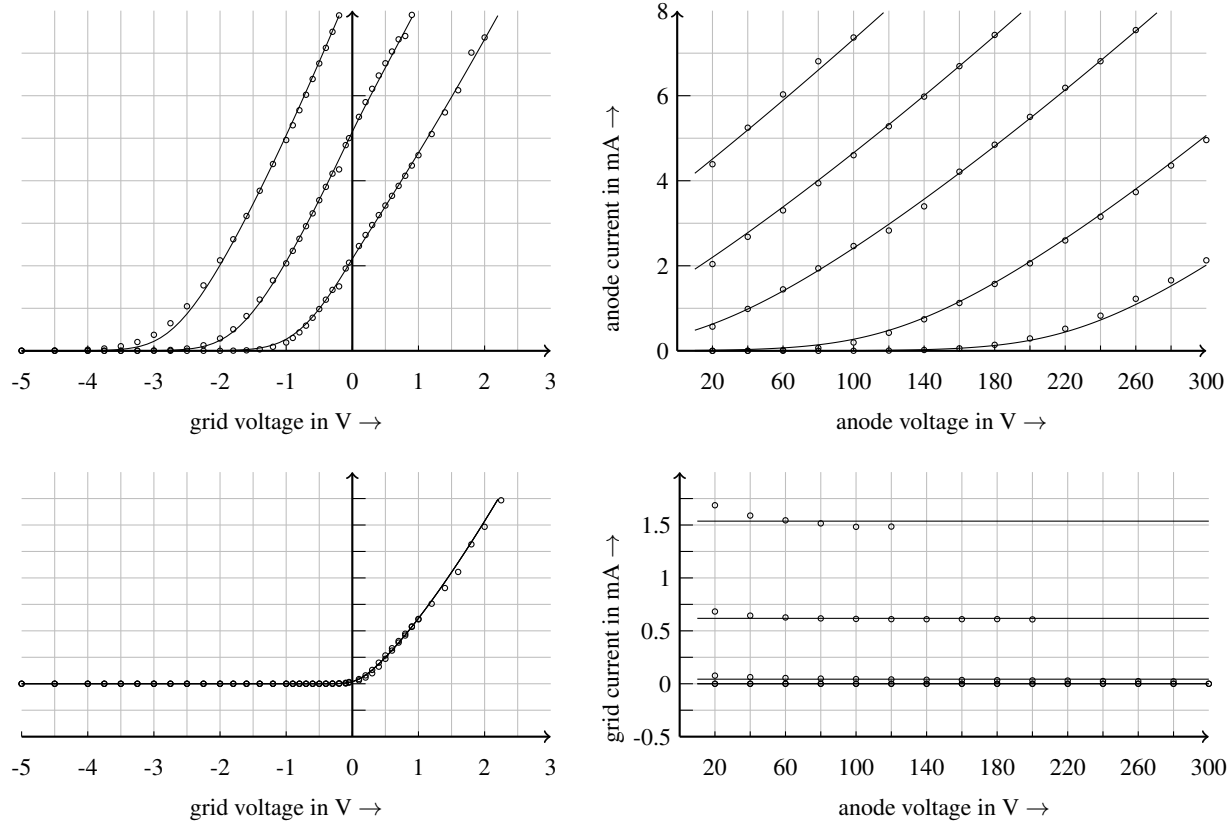 8
6
4
2
0
anode current in mA →
-5 -4 -3 -2 -1 0 1 2 3
grid voltage in V →
20 60 100 140 180 220 260 300
anode voltage in V →
1.5
1
0.5
0
-0.5
grid current in mA →
-5 -4 -3 -2 -1 0 1 2 3
grid voltage in V →
20 60 100 140 180 220 260 300
anode voltage in V →